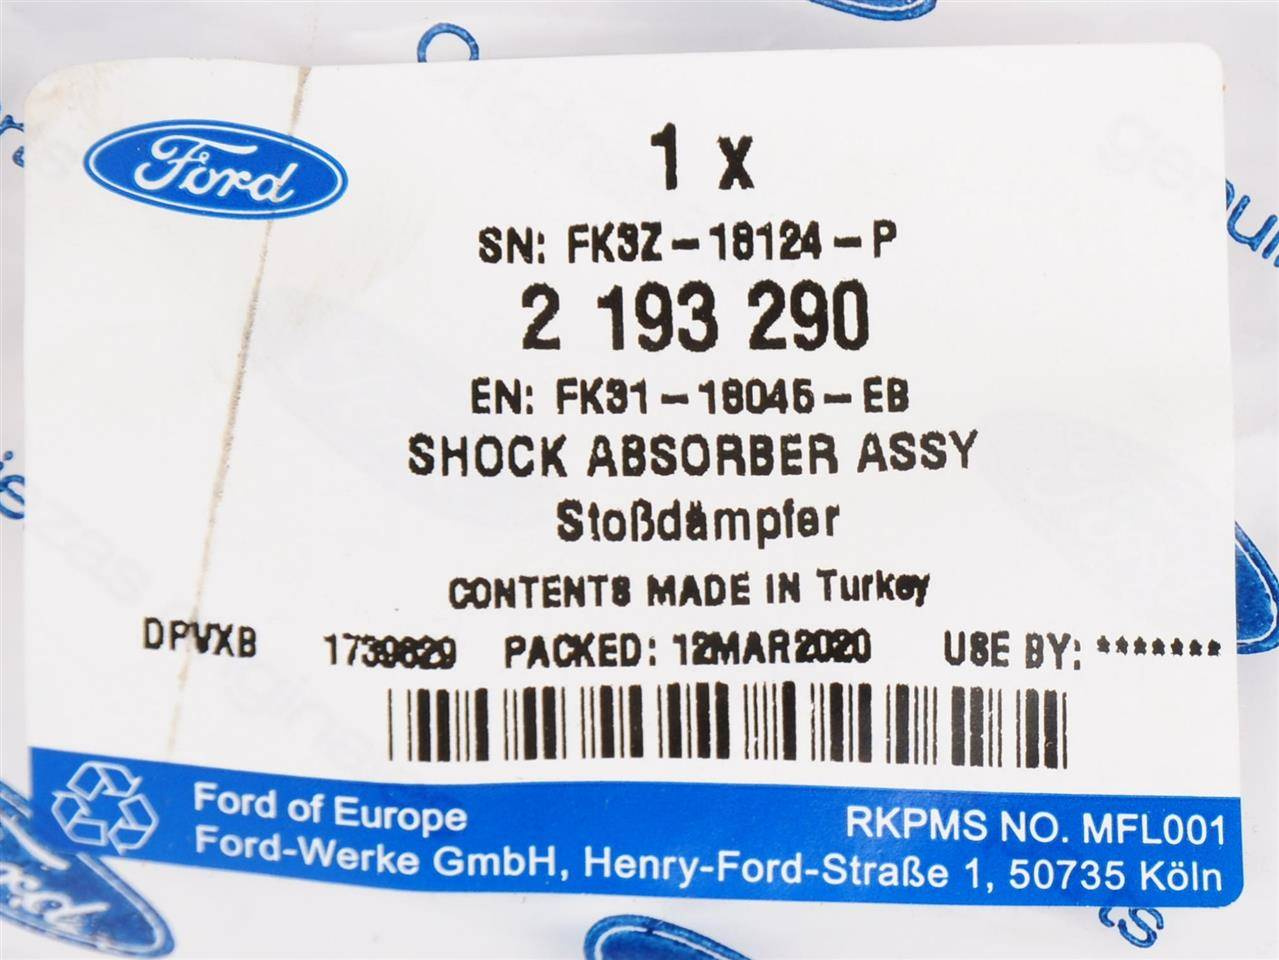 Ford
1 x
SN: FK3Z-18124-P
2 193 290
EN: FK31-18045-EB
SHOCK ABSORBER ASSY
Stoßdämpfer
CONTENTS MADE IN Turkey
DPVXB 1739829 PACKED: 12MAR2020 USE BY: *******
Ford of Europe
Ford-Werke GmbH, Henry-Ford-Straße 1, 50735 Köln
RKPMS NO. MFL001